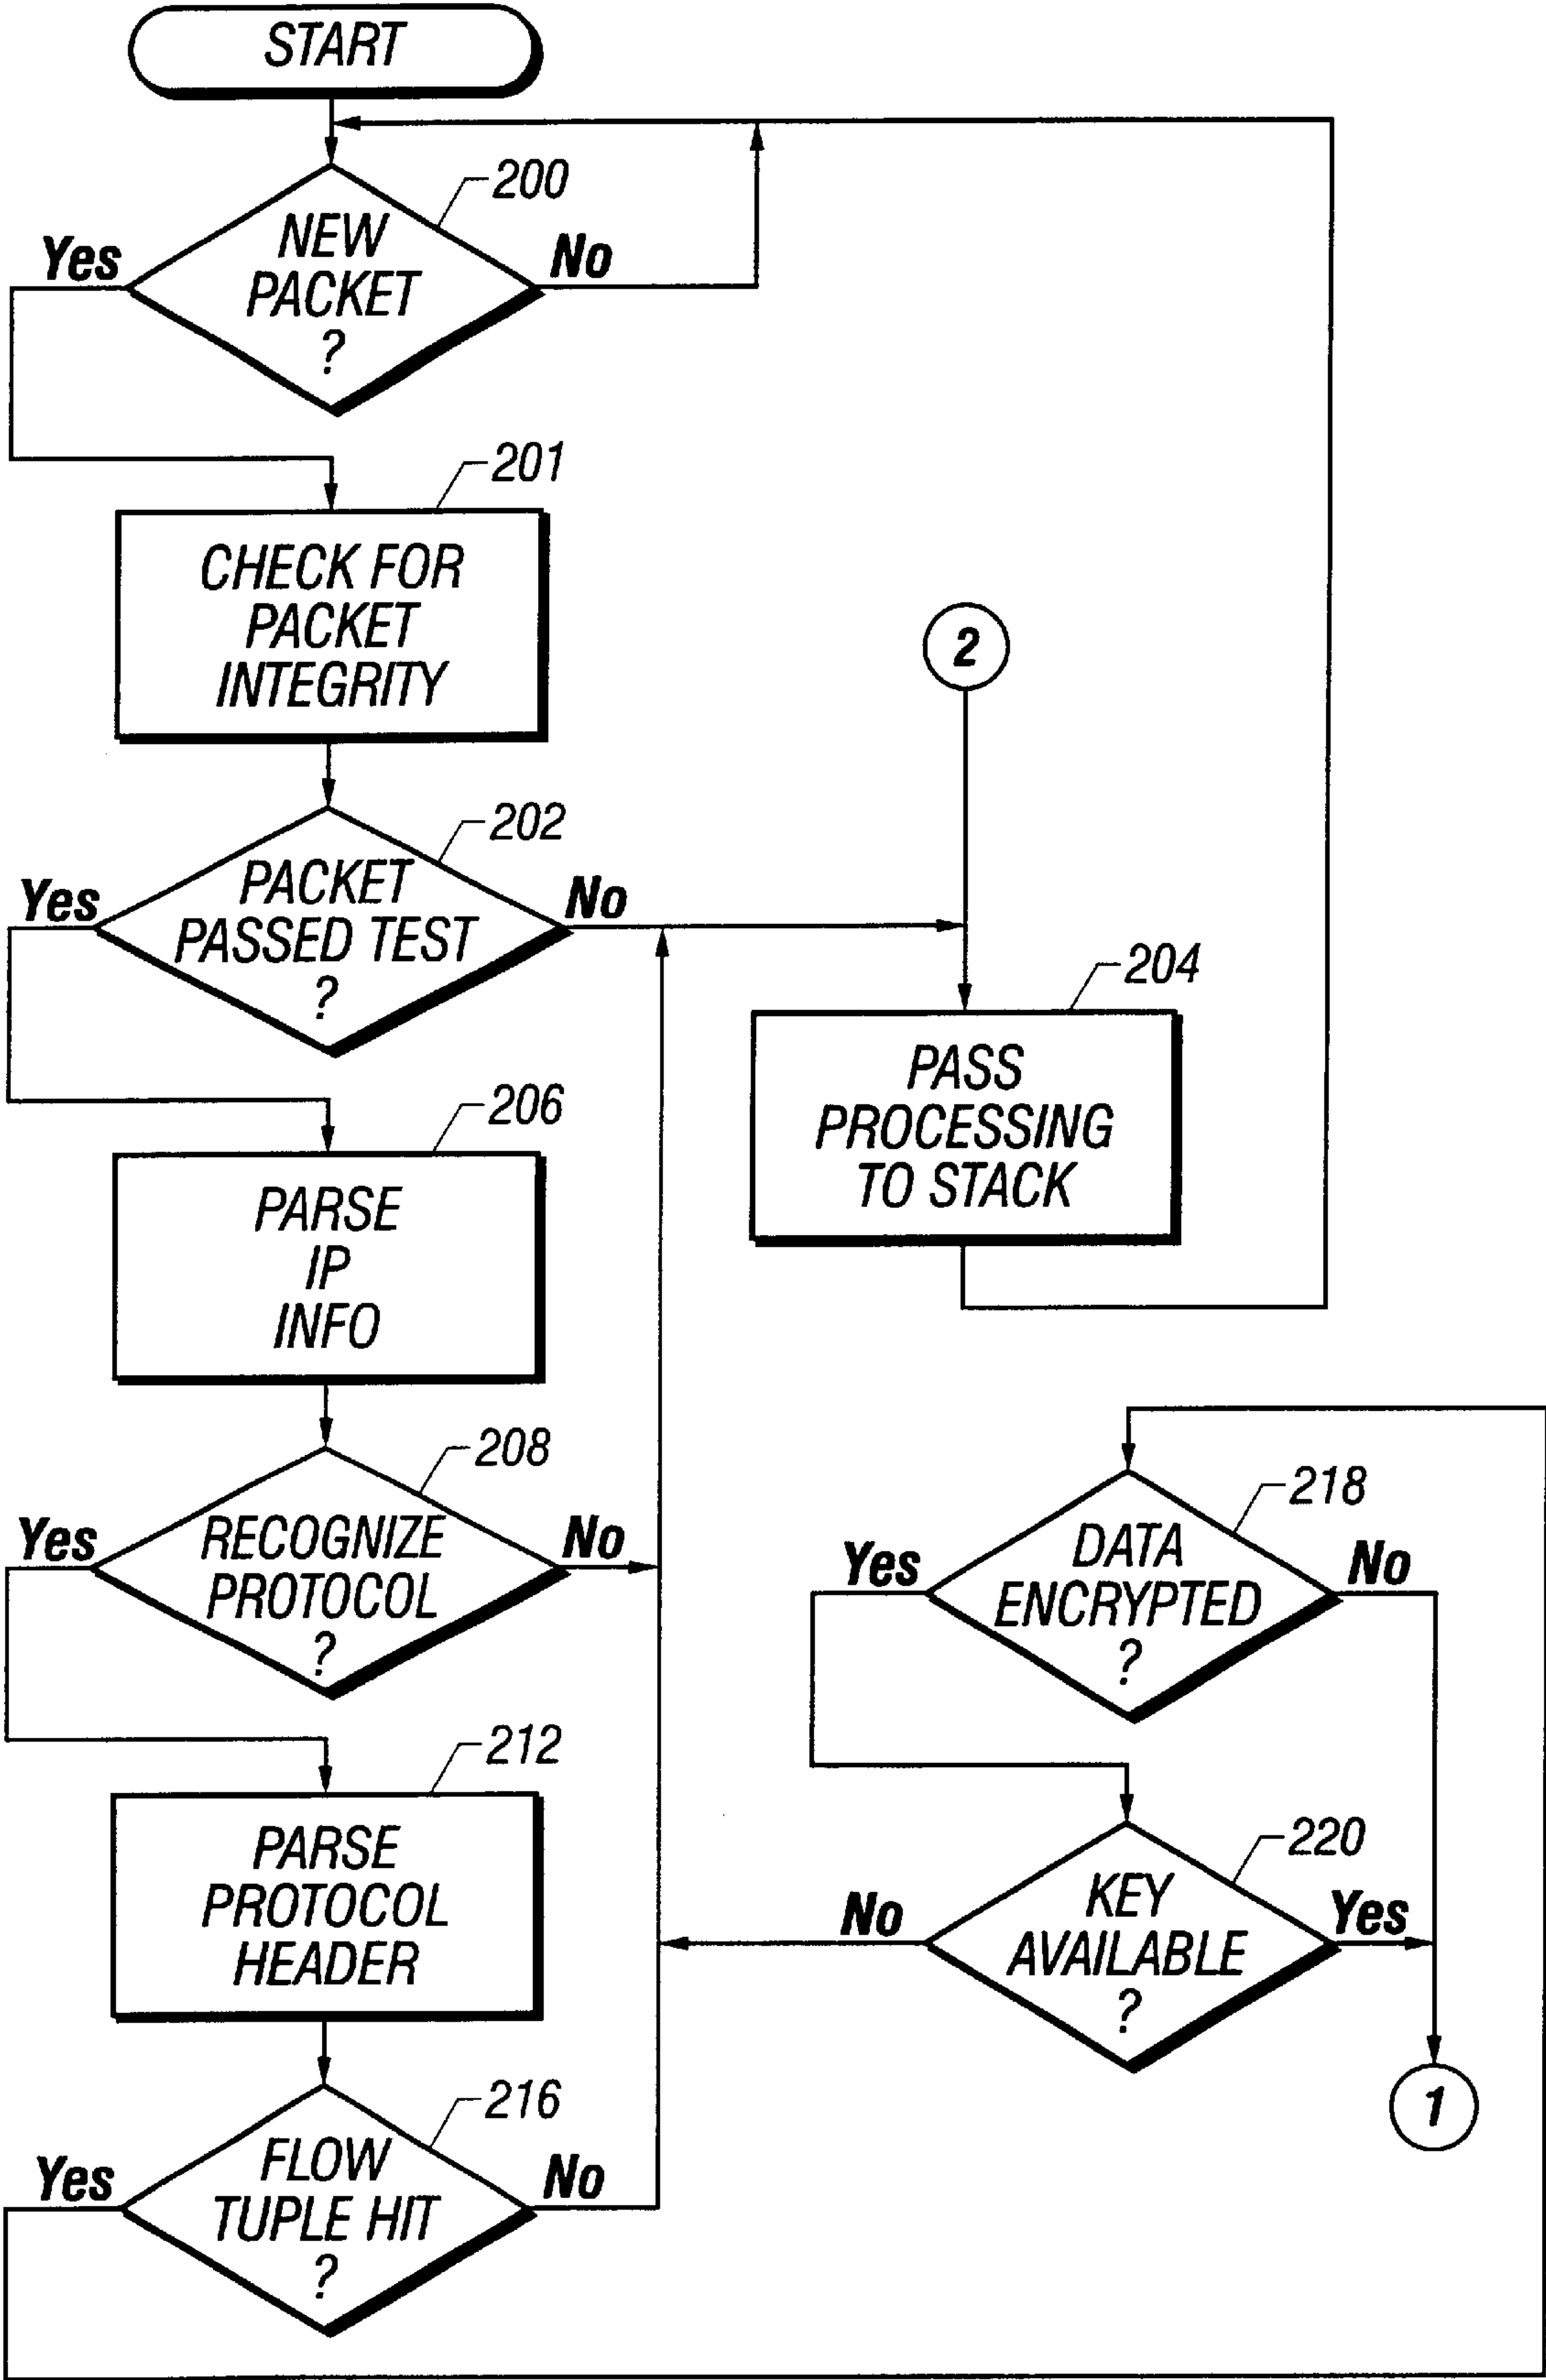 START
200
NEW
PACKET
?
Yes
No
201
CHECK FOR
PACKET
INTEGRITY
202
PACKET
PASSED TEST
?
Yes
No
2
204
PASS
PROCESSING
TO STACK
206
PARSE
IP
INFO
208
RECOGNIZE
PROTOCOL
?
Yes
No
212
PARSE
PROTOCOL
HEADER
216
FLOW
TUPLE HIT
?
Yes
No
218
DATA
ENCRYPTED
?
Yes
No
220
KEY
AVAILABLE
?
No
Yes
1